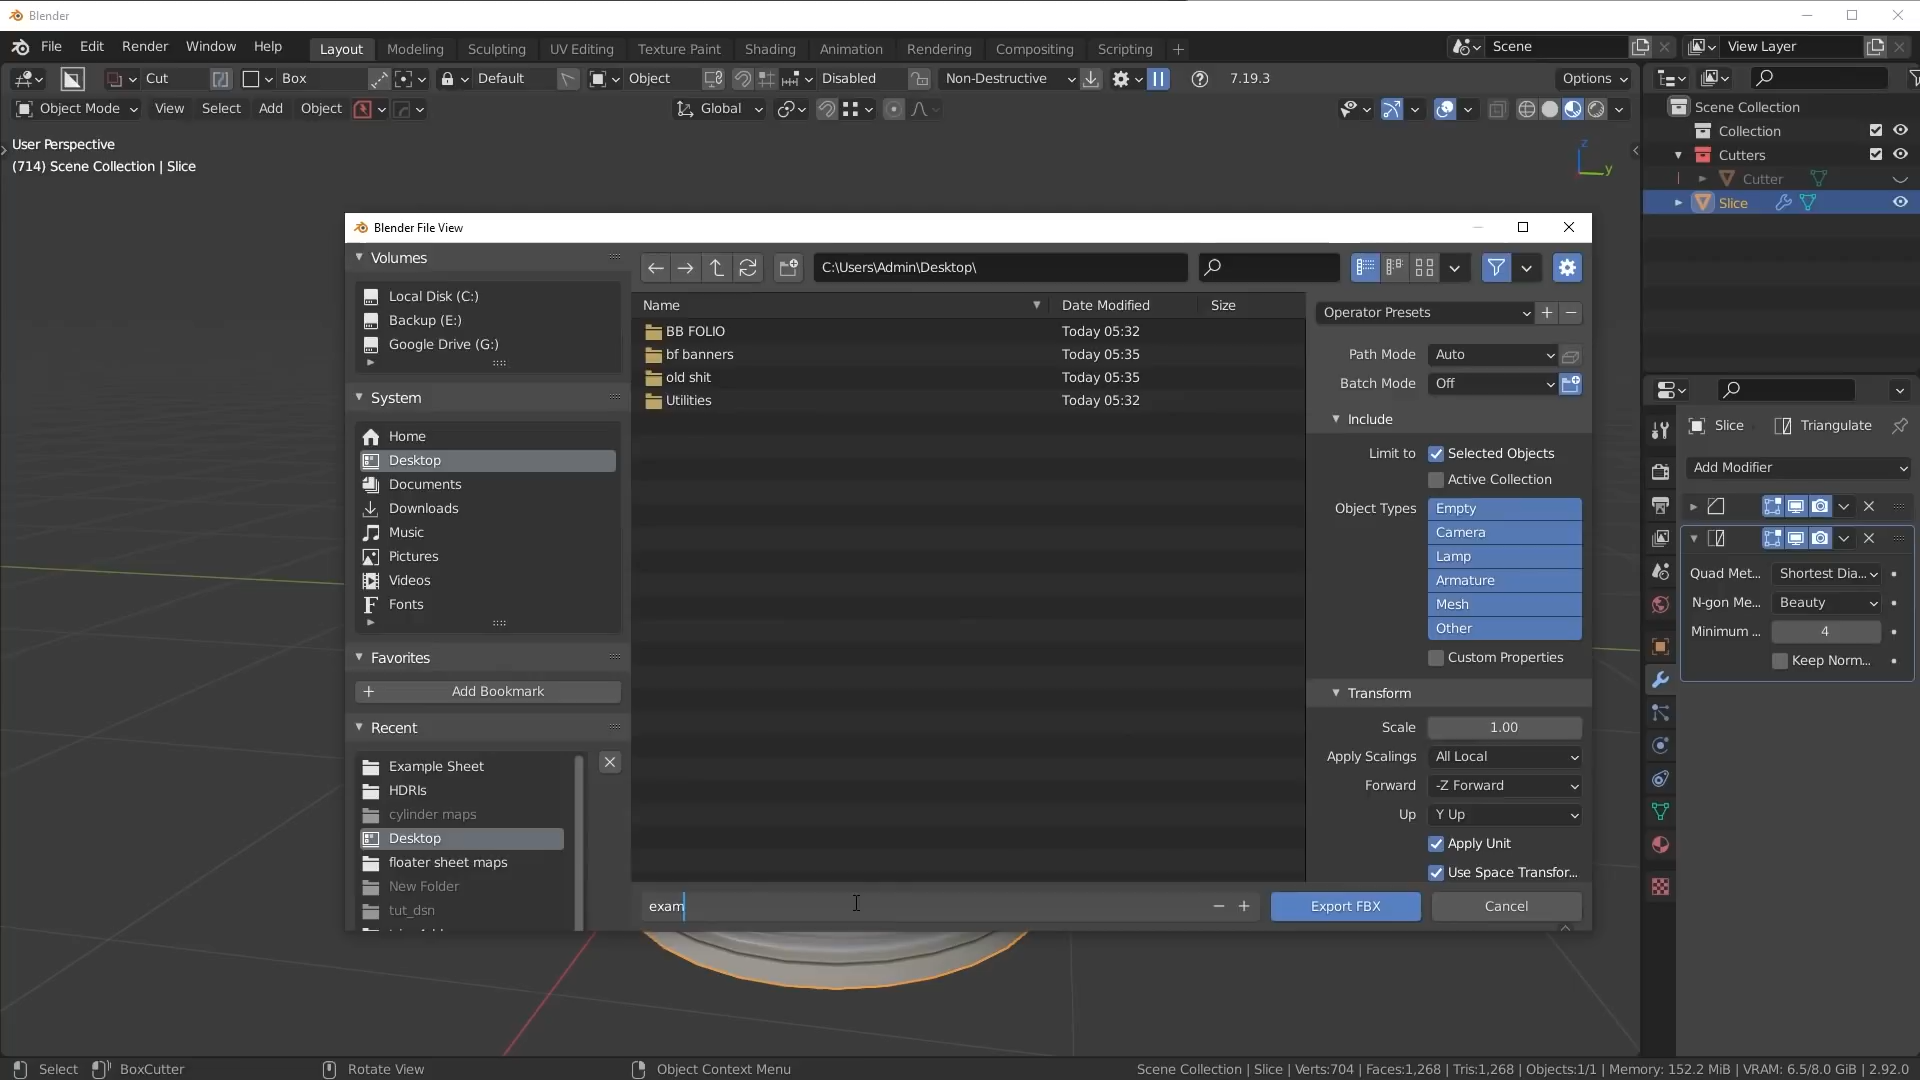 Blender
File Edit Render Window Help Layout Modeling Sculpting UV Editing Texture Paint Shading Animation Rendering Compositing Scripting + Scene View Layer
Cut Box Default Object Disabled Non-Destructive 7.19.3 Options
Object Mode View Select Add Object Global
User Perspective
(714) Scene Collection | Slice
z
y
Scene Collection
Collection
Cutters
Cutter
Slice
Blender File View
Volumes
Local Disk (C:)
Backup (E:)
Google Drive (G:)
System
Home
Desktop
Documents
Downloads
Music
Pictures
Videos
Fonts
Favorites
+ Add Bookmark
Recent
Example Sheet
HDRIs
cylinder maps
Desktop
floater sheet maps
New Folder
tut_dsn
C:\Users\Admin\Desktop\
Name Date Modified Size
BB FOLIO Today 05:32
bf banners Today 05:35
old shit Today 05:35
Utilities Today 05:32
exam
Operator Presets
Path Mode Auto
Batch Mode Off
Include
Limit to Selected Objects
Active Collection
Object Types Empty
Camera
Lamp
Armature
Mesh
Other
Custom Properties
Transform
Scale 1.00
Apply Scalings All Local
Forward -Z Forward
Up Y Up
Apply Unit
Use Space Transfor...
Export FBX Cancel
Slice Triangulate
Add Modifier
Quad Met... Shortest Dia...
N-gon Me... Beauty
Minimum ... 4
Keep Norm...
Select BoxCutter Rotate View Object Context Menu Scene Collection | Slice | Verts:704 | Faces:1,268 | Tris:1,268 | Objects:1/1 | Memory: 152.2 MiB | VRAM: 6.5/8.0 GiB | 2.92.0